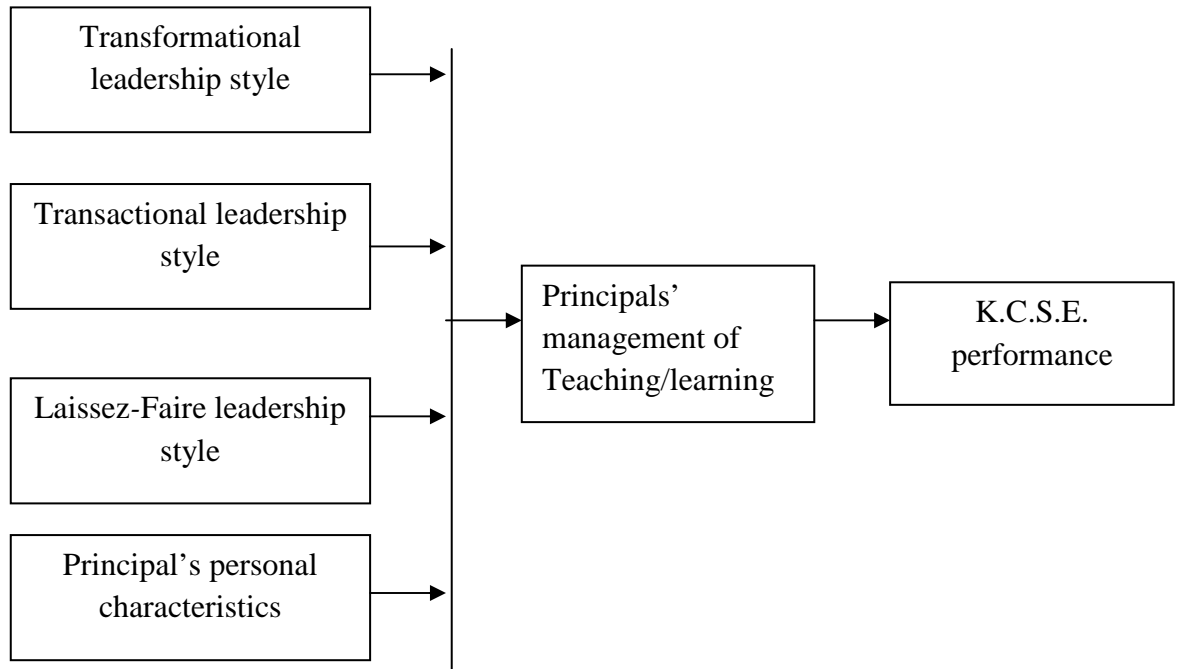 Transformational
leadership style
Transactional leadership
style
Laissez-Faire leadership
style
Principal’s personal
characteristics
Principals’
management of
Teaching/learning
K.C.S.E.
performance